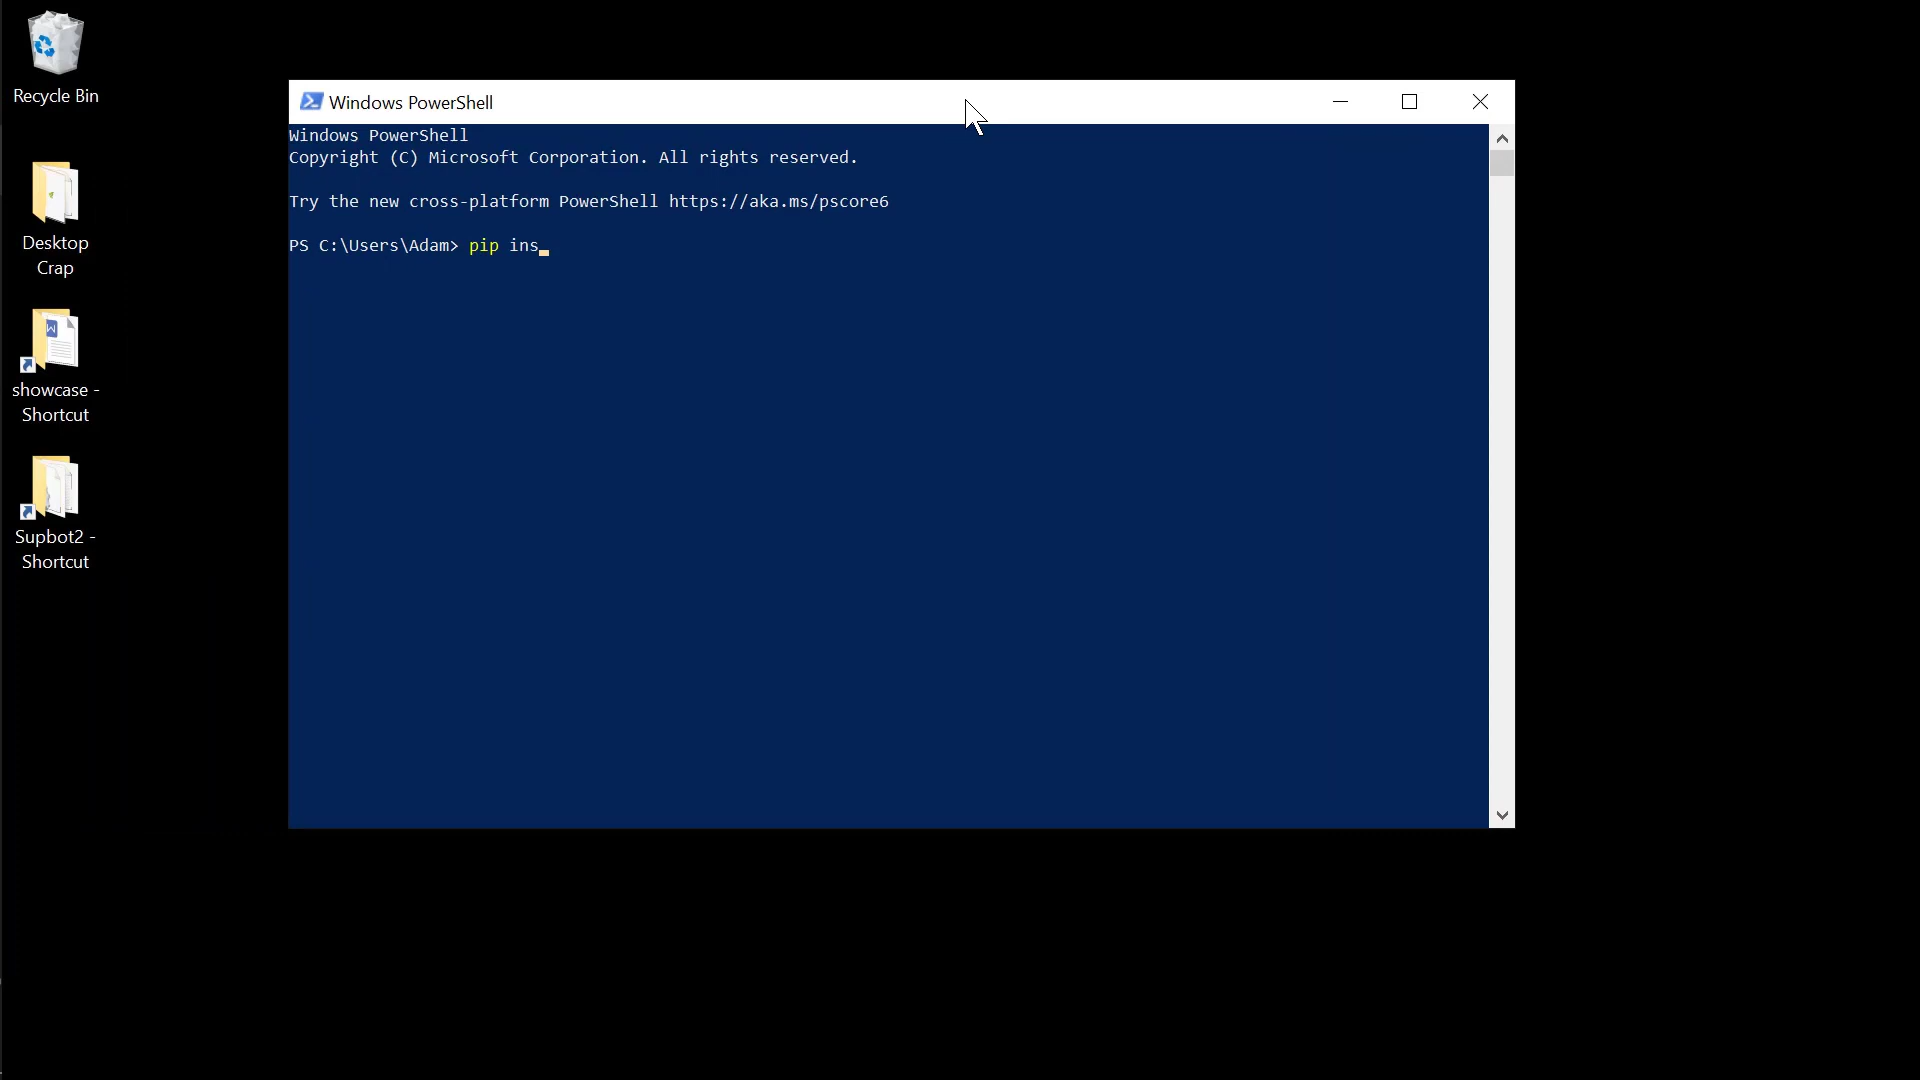 Recycle Bin
Desktop
Crap
showcase -
Shortcut
Supbot2 -
Shortcut
Windows PowerShell
Windows PowerShell
Copyright (C) Microsoft Corporation. All rights reserved.
Try the new cross-platform PowerShell https://aka.ms/pscore6
PS C:\Users\Adam> pip ins